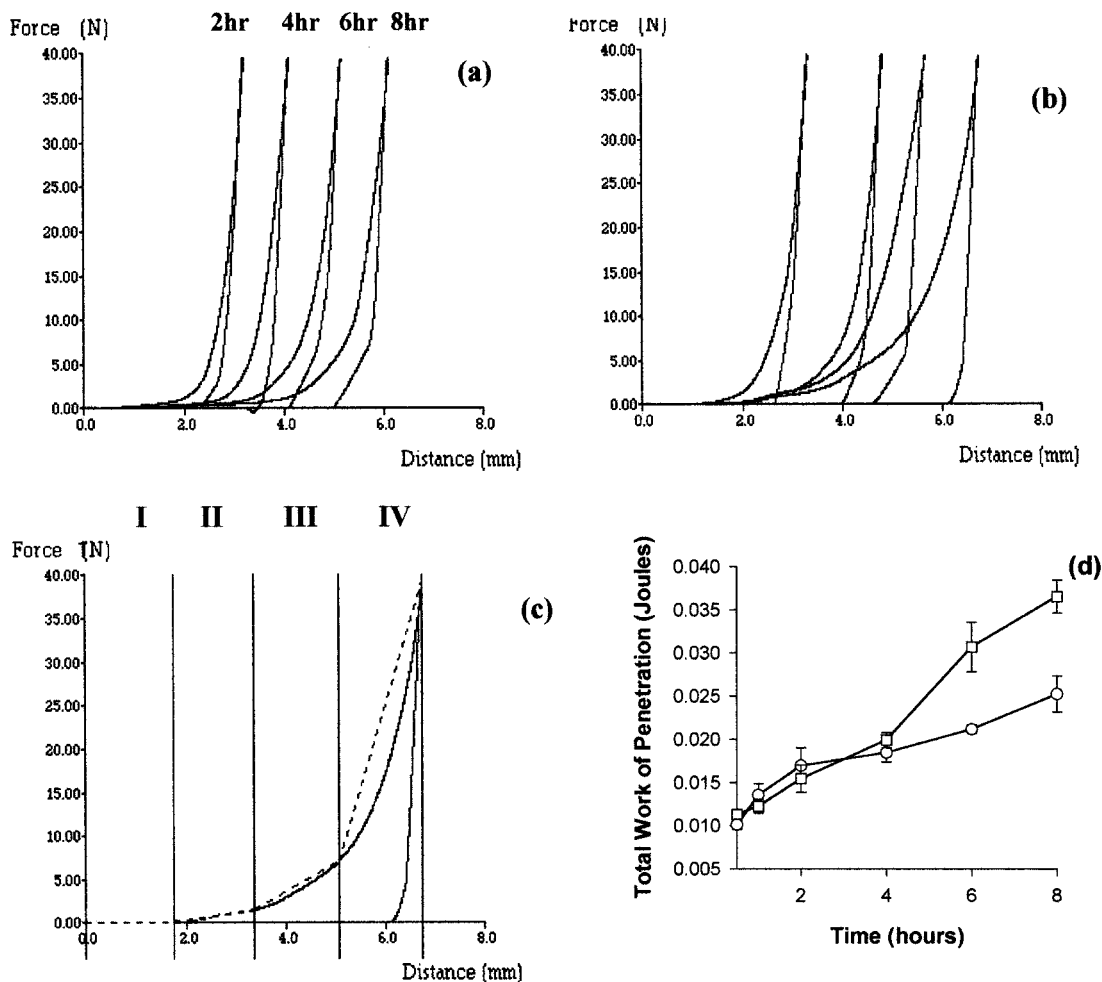 Force (N)
2hr 4hr 6hr 8hr
40.00
35.00
30.00
25.00
20.00
15.00
10.00
5.00
0.00
0.0 2.0 4.0 6.0 8.0
Distance (mm)
(a)
Force (N)
40.00
35.00
30.00
25.00
20.00
15.00
10.00
5.00
0.00
0.0 2.0 4.0 6.0 8.0
Distance (mm)
(b)
I II III IV
Force (N)
40.00
35.00
30.00
25.00
20.00
15.00
10.00
5.00
0.00
0.0 2.0 4.0 6.0 8.0
Distance (mm)
(c)
Total Work of Penetration (Joules)
0.040
0.035
0.030
0.025
0.020
0.015
0.010
0.005
2 4 6 8
Time (hours)
(d)